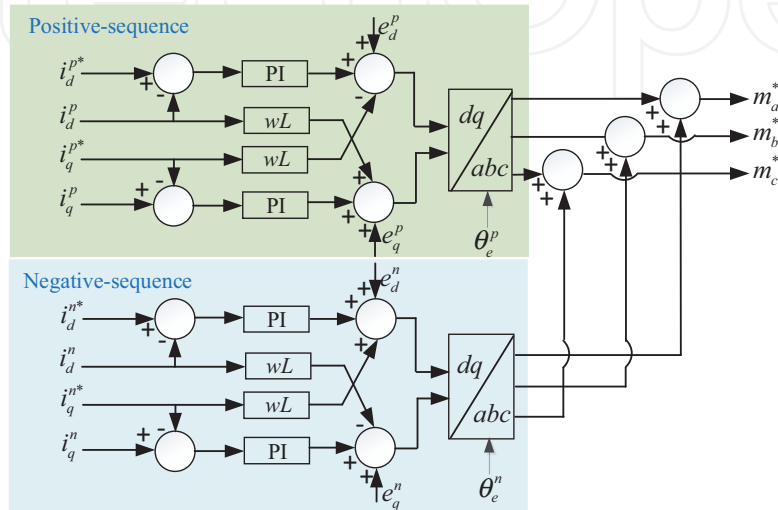 Positive-sequence
e_d^p
i_d^{p*}
+
-
PI
+
+
-
m_a^*
i_d^p
wL
dq
+
+
m_b^*
i_q^{p*}
wL
abc
+
+
m_c^*
-
+
+
+
i_q^p
+
PI
+
+
e_q^p
θ_e^p
Negative-sequence
e_d^n
i_d^{n*}
+
-
PI
+
+
+
i_d^n
wL
dq
i_q^{n*}
wL
abc
-
-
i_q^n
+
PI
+
+
e_q^n
θ_e^n